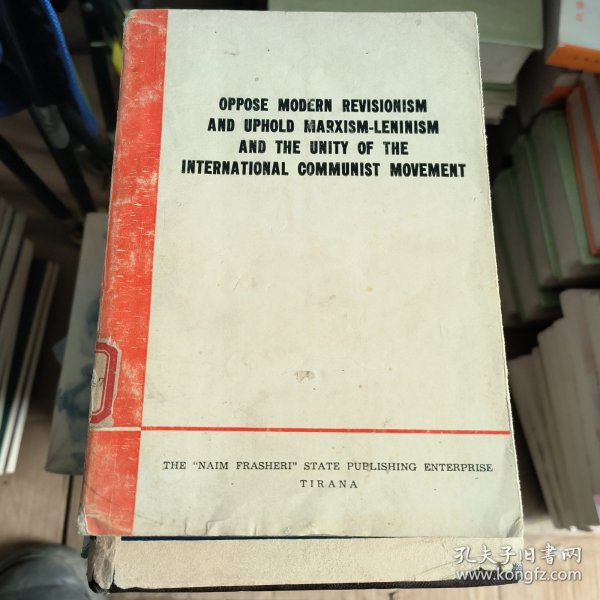 OPPOSE MODERN REVISIONISM
AND UPHOLD MARXISM-LENINISM
AND THE UNITY OF THE
INTERNATIONAL COMMUNIST MOVEMENT
THE "NAIM FRASHERI" STATE PUPLISHING ENTERPRISE
TIRANA
孔夫子旧书网
www.kongfz.com